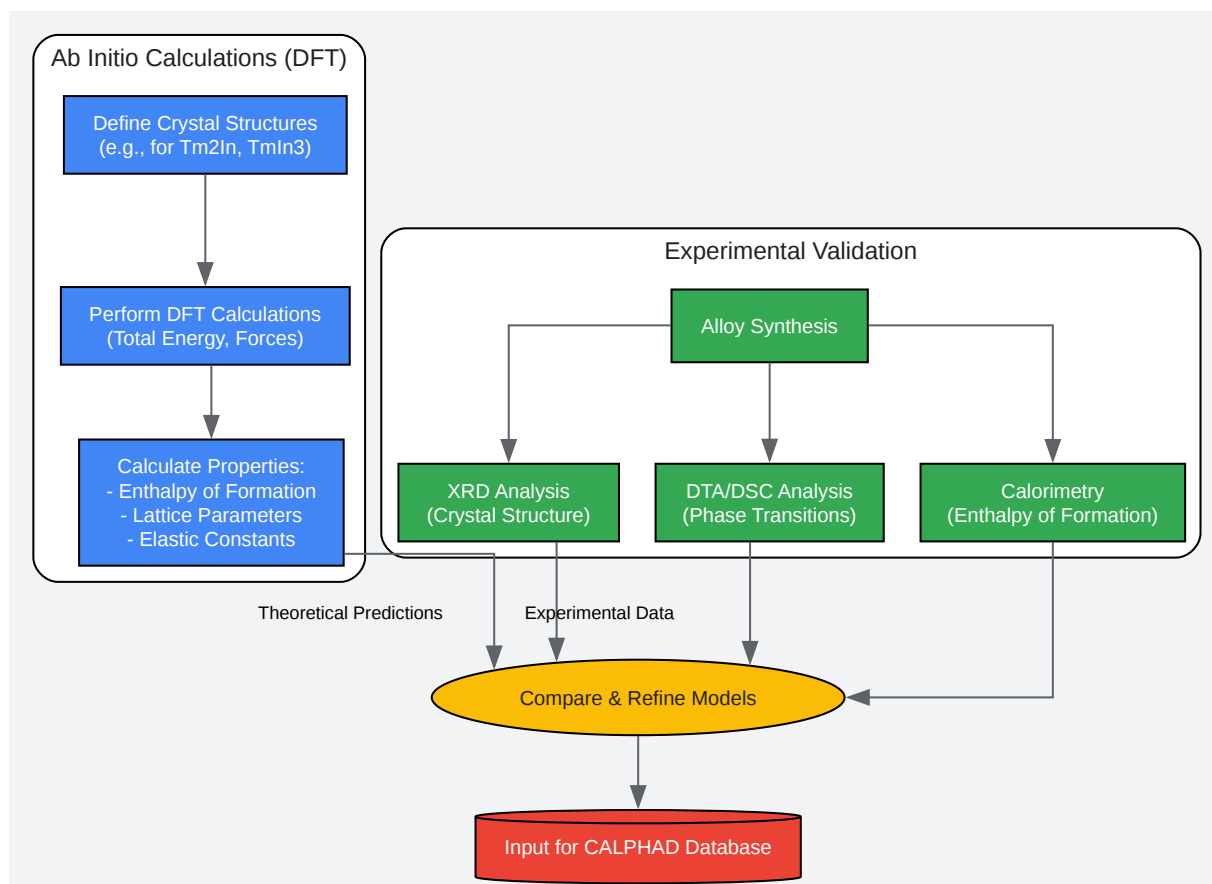 Ab Initio Calculations (DFT)
Define Crystal Structures
(e.g., for Tm2In, TmIn3)
Perform DFT Calculations
(Total Energy, Forces)
Calculate Properties:
- Enthalpy of Formation
- Lattice Parameters
- Elastic Constants
Experimental Validation
Alloy Synthesis
XRD Analysis
(Crystal Structure)
DTA/DSC Analysis
(Phase Transitions)
Calorimetry
(Enthalpy of Formation)
Theoretical Predictions
Experimental Data
Compare & Refine Models
Input for CALPHAD Database